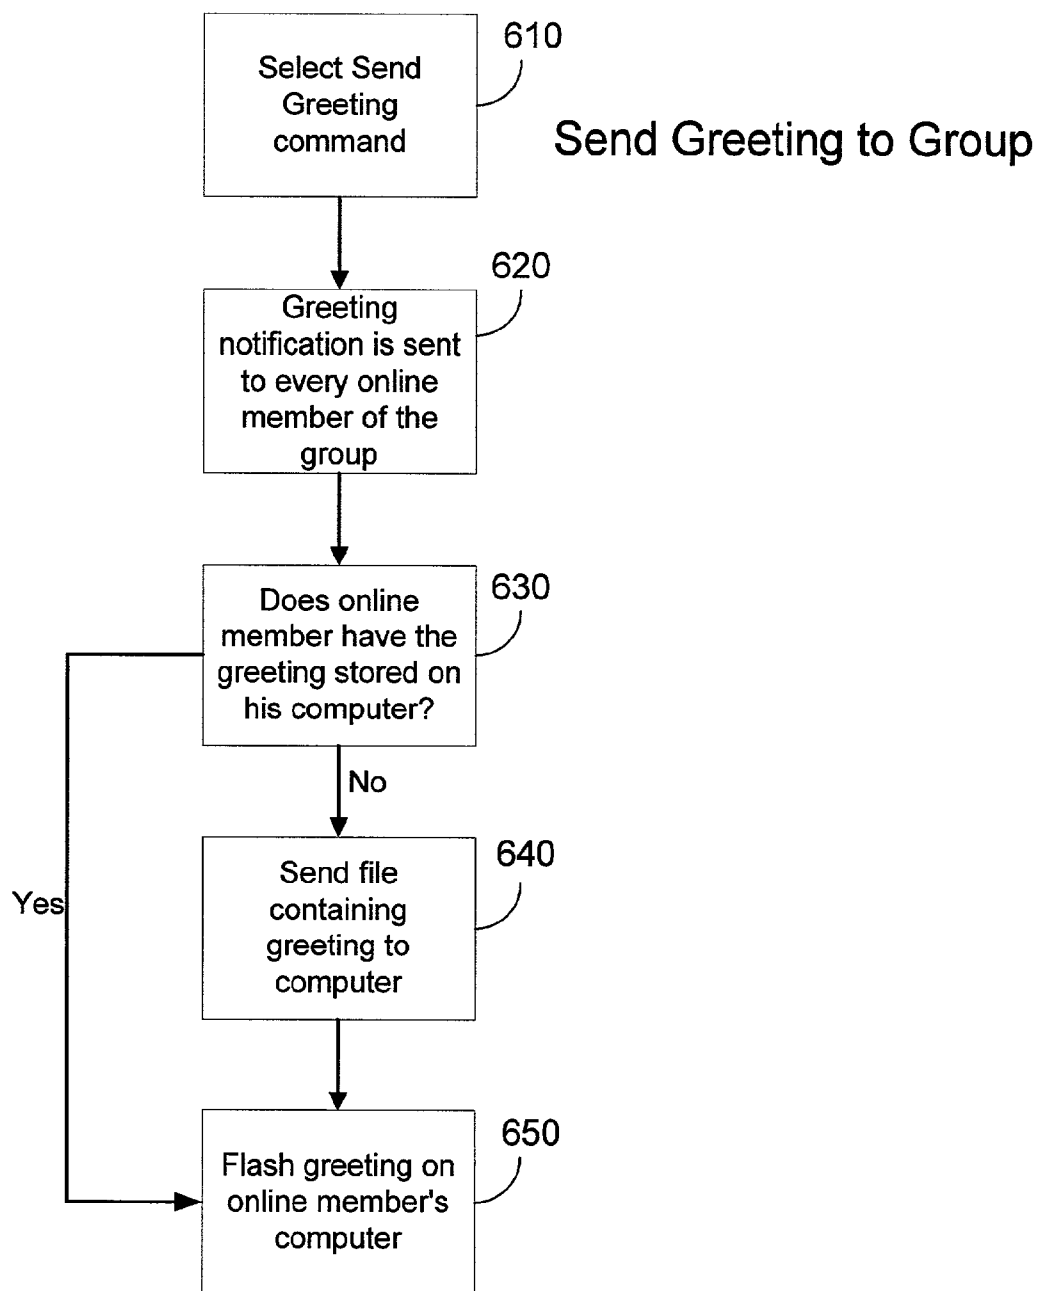 610
Select Send
Greeting
command
Send Greeting to Group
620
Greeting
notification is sent
to every online
member of the
group
630
Does online
member have the
greeting stored on
his computer?
No
640
Send file
containing
greeting to
computer
Yes
650
Flash greeting on
online member's
computer